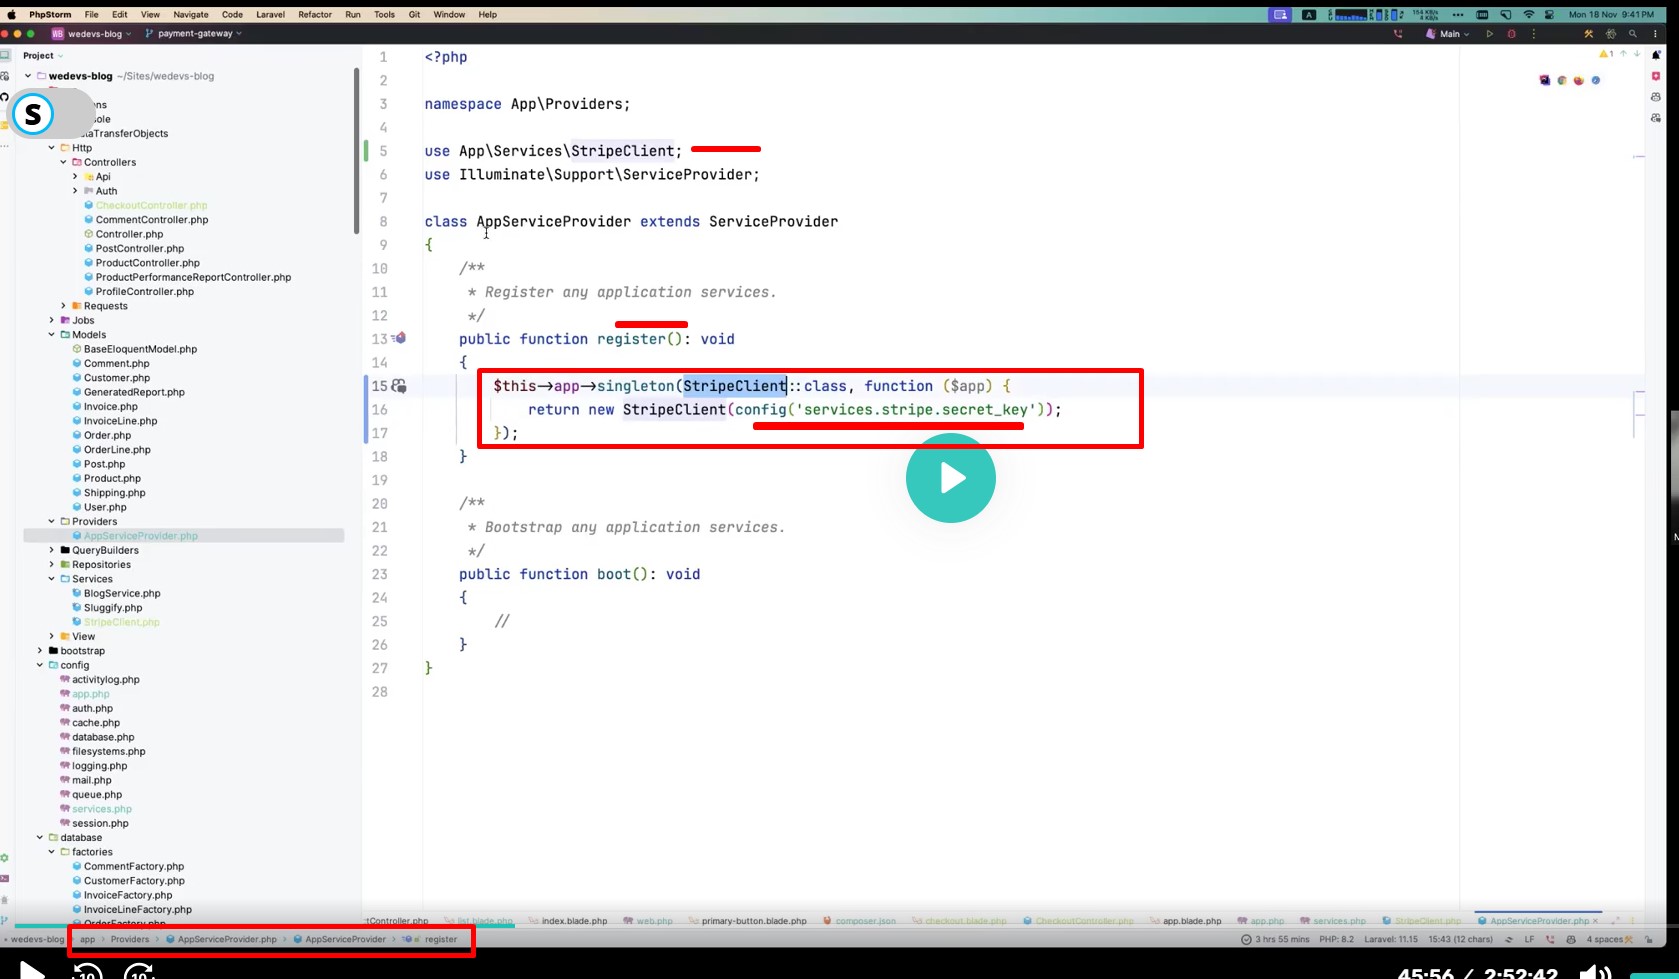 PhpStorm File Edit View Navigate Code Laravel Refactor Run Tools Git Window Help
A
Mon 18 Nov 9:41 PM
WB wedevs-blog payment-gateway
Main
Project
wedevs-blog ~/Sites/wedevs-blog
S
Http
Controllers
Api
Auth
CheckoutController.php
CommentController.php
Controller.php
PostController.php
ProductController.php
ProductPerformanceReportController.php
ProfileController.php
Requests
Jobs
Models
BaseEloquentModel.php
Comment.php
Customer.php
GeneratedReport.php
Invoice.php
InvoiceLine.php
Order.php
OrderLine.php
Post.php
Product.php
Shipping.php
User.php
Providers
AppServiceProvider.php
QueryBuilders
Repositories
Services
BlogService.php
Sluggify.php
StripeClient.php
View
bootstrap
config
activitylog.php
app.php
auth.php
cache.php
database.php
filesystems.php
logging.php
mail.php
queue.php
services.php
session.php
database
factories
CommentFactory.php
CustomerFactory.php
InvoiceFactory.php
InvoiceLineFactory.php
OrderFactory.php
1 <?php
2
3 namespace App\Providers;
4
5 use App\Services\StripeClient;
6 use Illuminate\Support\ServiceProvider;
7
8 class AppServiceProvider extends ServiceProvider
9 {
10 /**
11 * Register any application services.
12 */
13 public function register(): void
14 {
15 $this→app→singleton(StripeClient::class, function ($app) {
16 return new StripeClient(config('services.stripe.secret_key'));
17 });
18 }
19
20 /**
21 * Bootstrap any application services.
22 */
23 public function boot(): void
24 {
25 //
26 }
27 }
28
1
tController.php list.blade.php index.blade.php web.php primary-button.blade.php composer.json checkout.blade.php CheckoutController.php app.blade.php app.php services.php StripeClient.php AppServiceProvider.php ×
wedevs-blog app Providers AppServiceProvider.php AppServiceProvider register
3 hrs 55 mins PHP: 8.2 Laravel: 11.15 15:43 (12 chars) LF 4 spaces
10 10 45:56 / 2:52:42